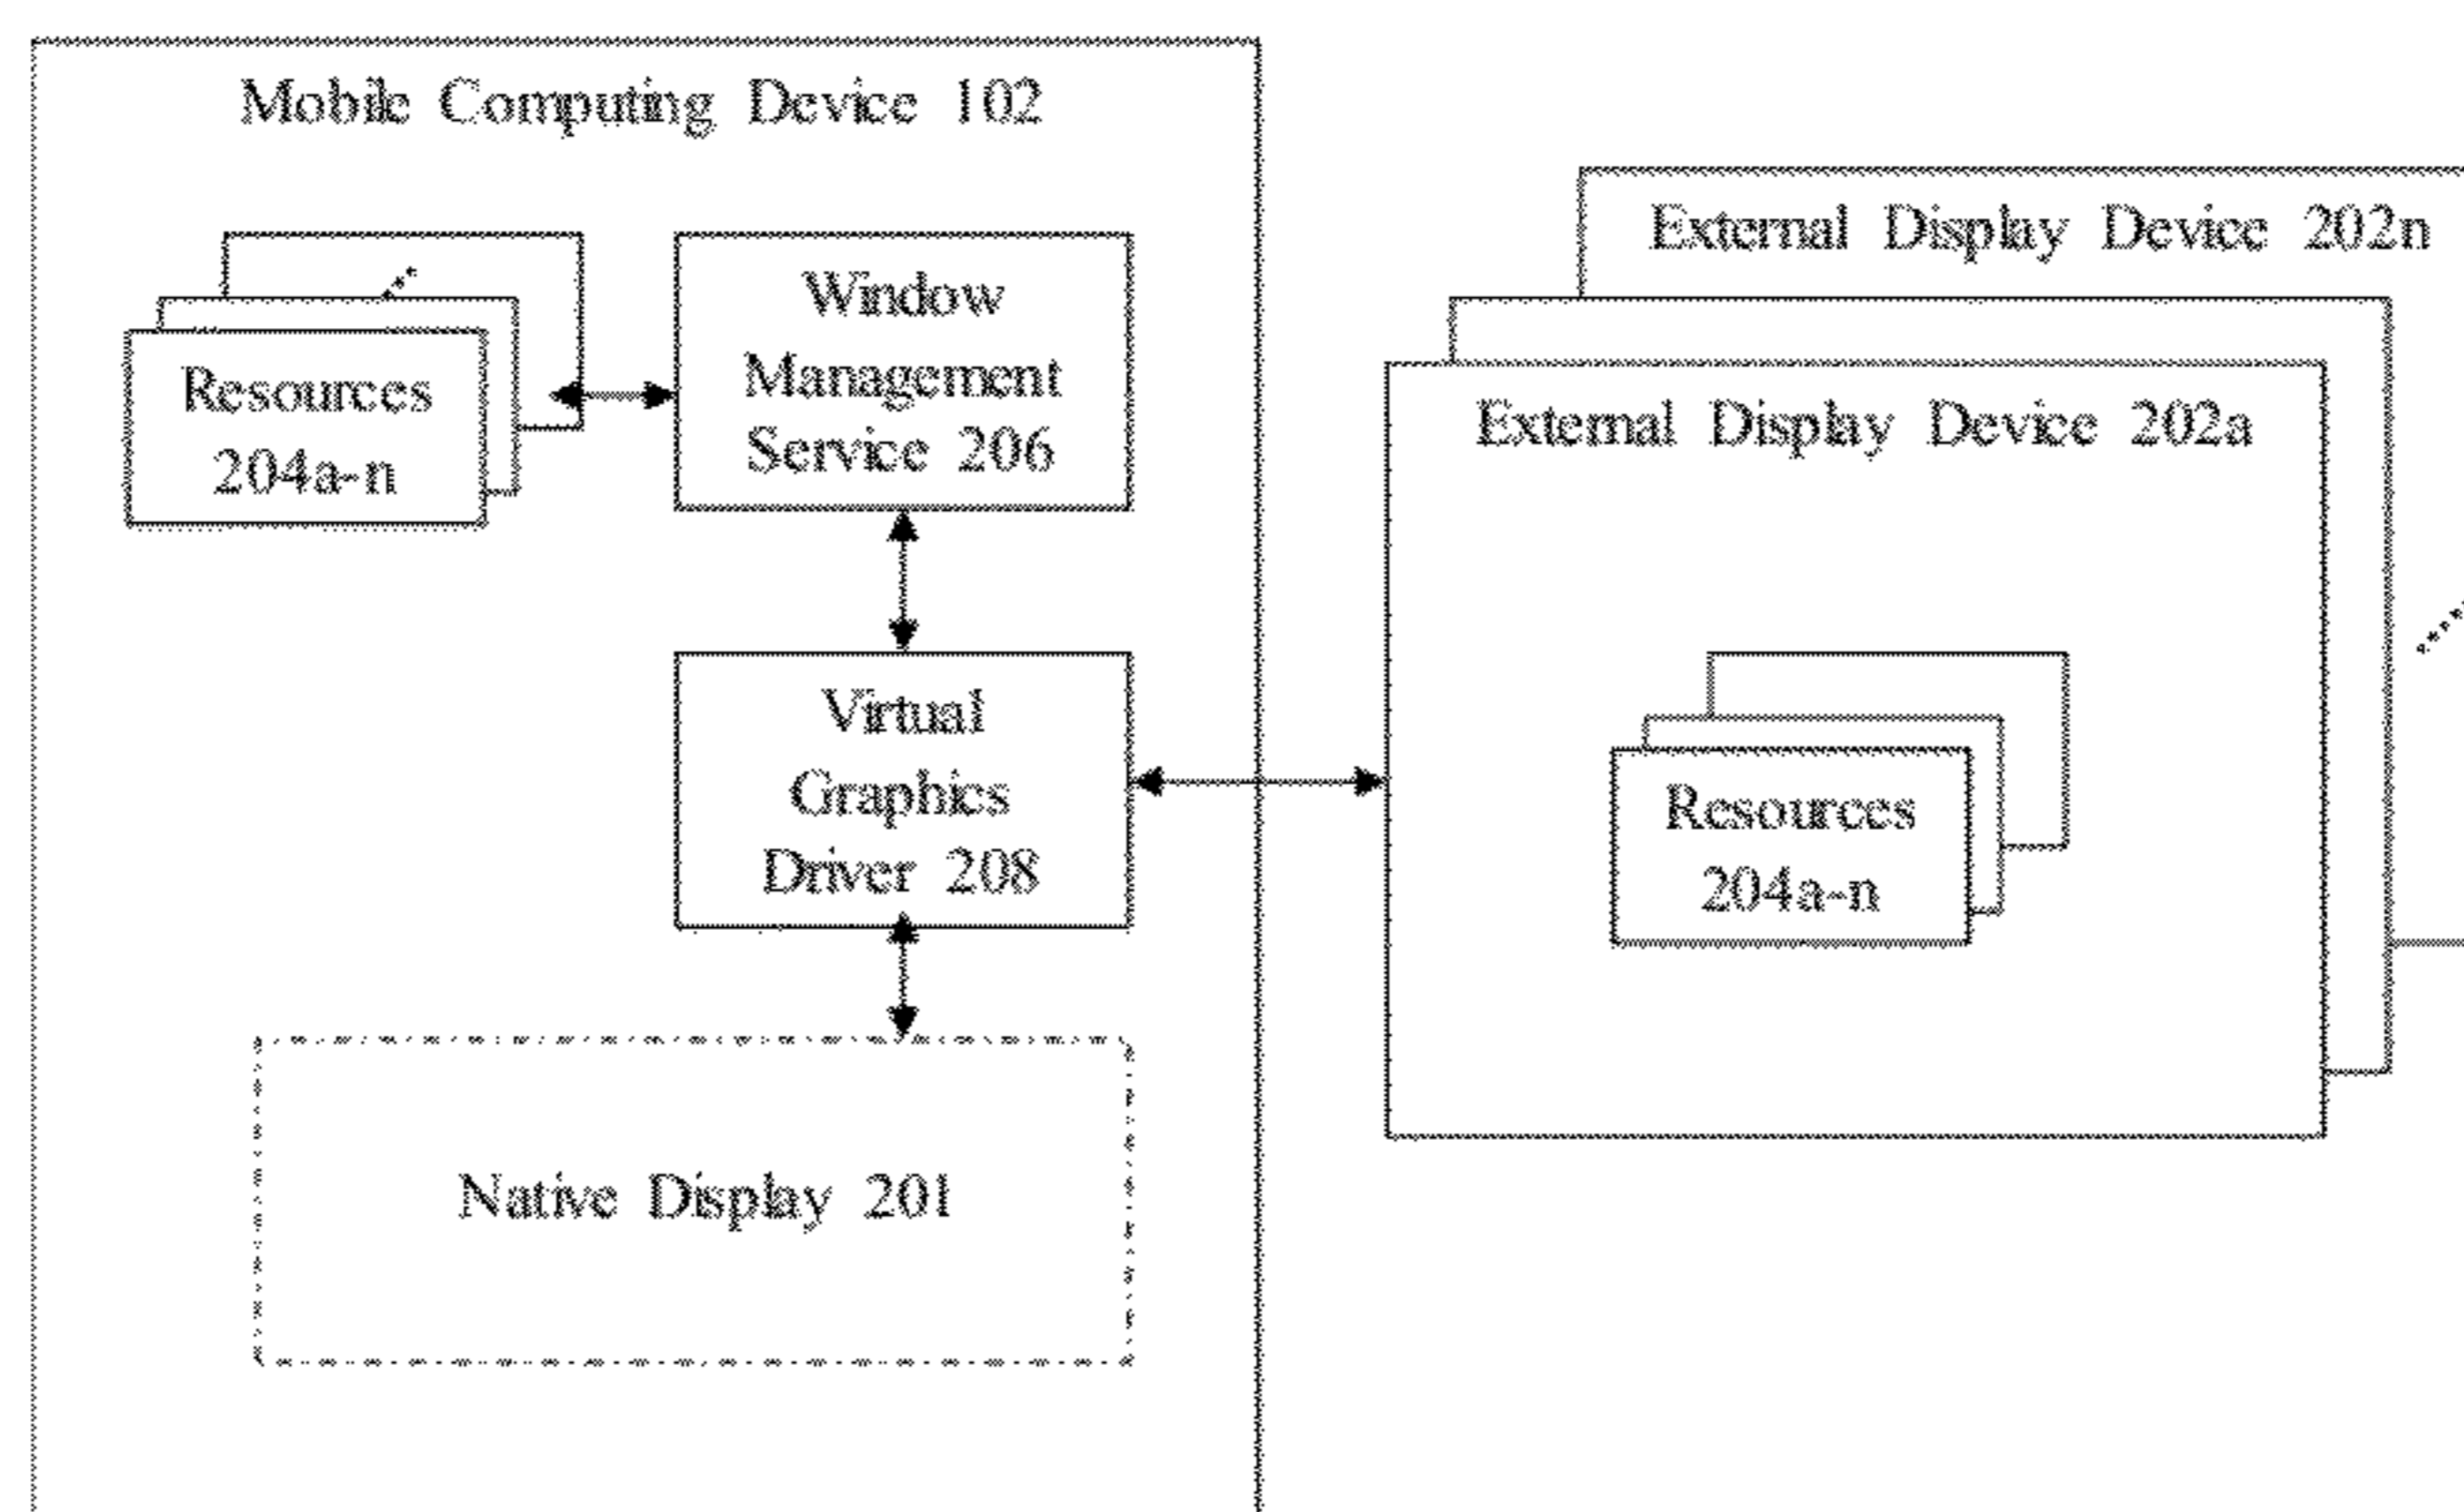 Mobile Computing Device 102
Resources
204a-n
Window
Management
Service 206
Virtual
Graphics
Driver 208
Native Display 201
External Display Device 202n
External Display Device 202a
Resources
204a-n